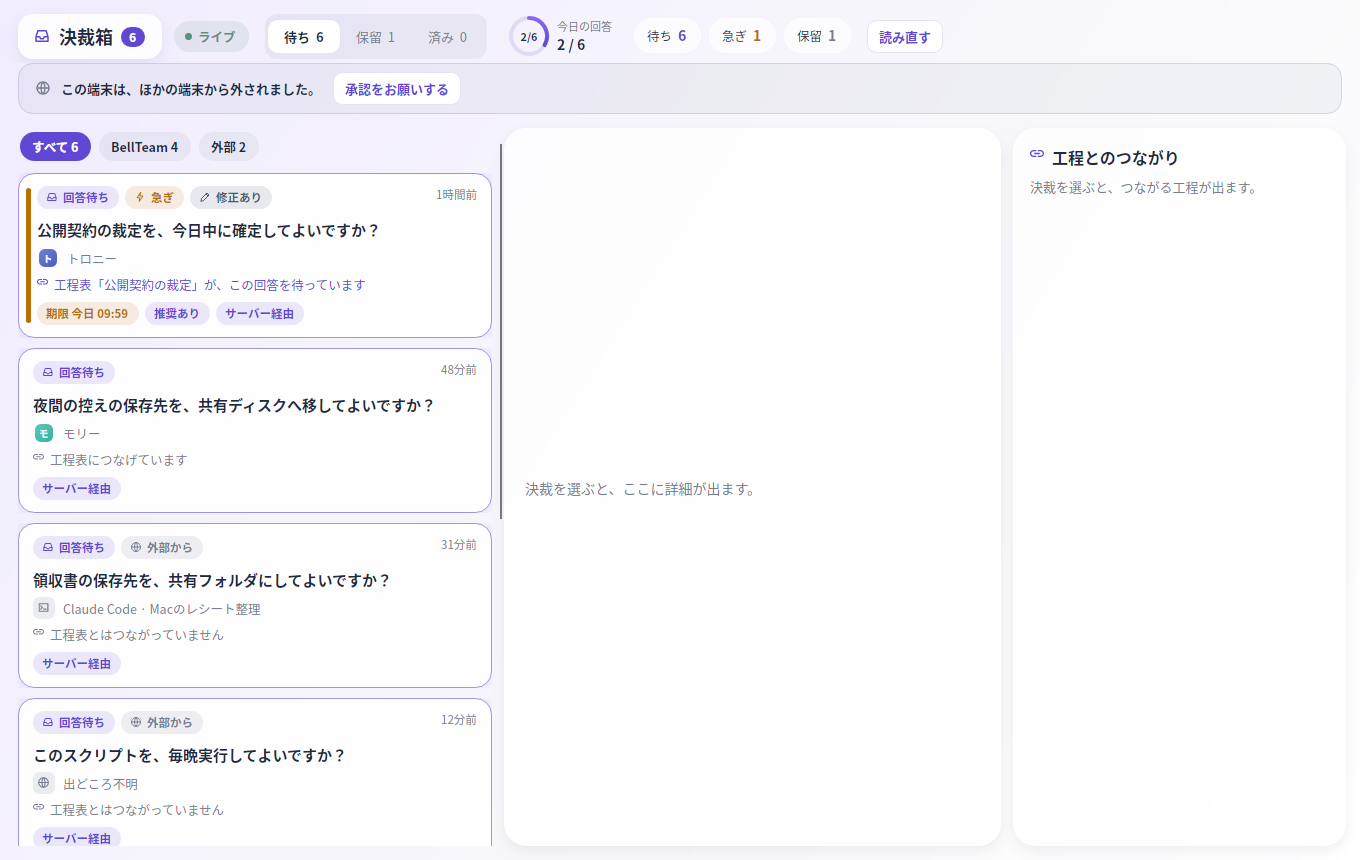 決裁箱 6
ライブ
待ち 6
保留 1
済み 0
2/6
今日の回答
2 / 6
待ち 6
急ぎ 1
保留 1
読み直す
この端末は、ほかの端末から外されました。
承認をお願いする
すべて 6
BellTeam 4
外部 2
回答待ち
急ぎ
修正あり
1時間前
公開契約の裁定を、今日中に確定してよいですか？
ト トロニー
工程表「公開契約の裁定」が、この回答を待っています
期限 今日 09:59
推奨あり
サーバー経由
回答待ち
48分前
夜間の控えの保存先を、共有ディスクへ移してよいですか？
モ モリー
工程表につなげています
サーバー経由
回答待ち
外部から
31分前
領収書の保存先を、共有フォルダにしてよいですか？
Claude Code · Macのレシート整理
工程表とはつながっていません
サーバー経由
回答待ち
外部から
12分前
このスクリプトを、毎晩実行してよいですか？
出どころ不明
工程表とはつながっていません
サーバー経由
決裁を選ぶと、ここに詳細が出ます。
工程とのつながり
決裁を選ぶと、つながる工程が出ます。